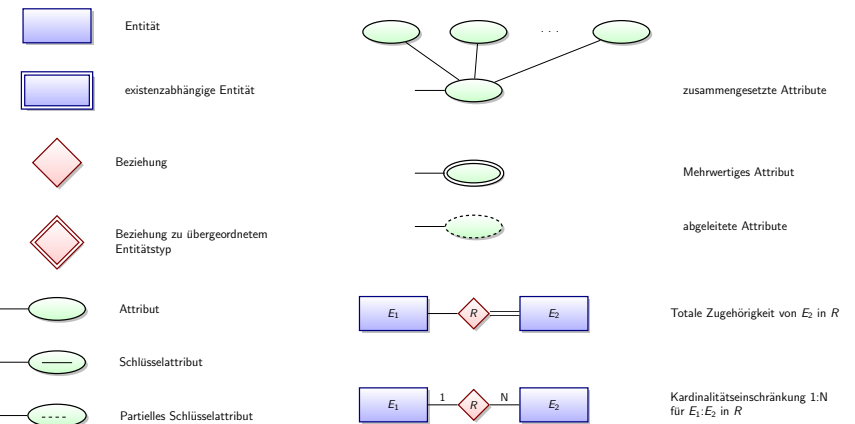 Entität
existenzabhängige Entität
Beziehung
Beziehung zu übergeordnetem
Entitätstyp
Attribut
Schlüsselattribut
Partielles Schlüsselattribut
. . .
zusammengesetzte Attribute
Mehrwertiges Attribut
abgeleitete Attribute
E₁ R E₂
Totale Zugehörigkeit von E₂ in R
E₁ 1 R N E₂
Kardinalitätseinschränkung 1:N
für E₁:E₂ in R